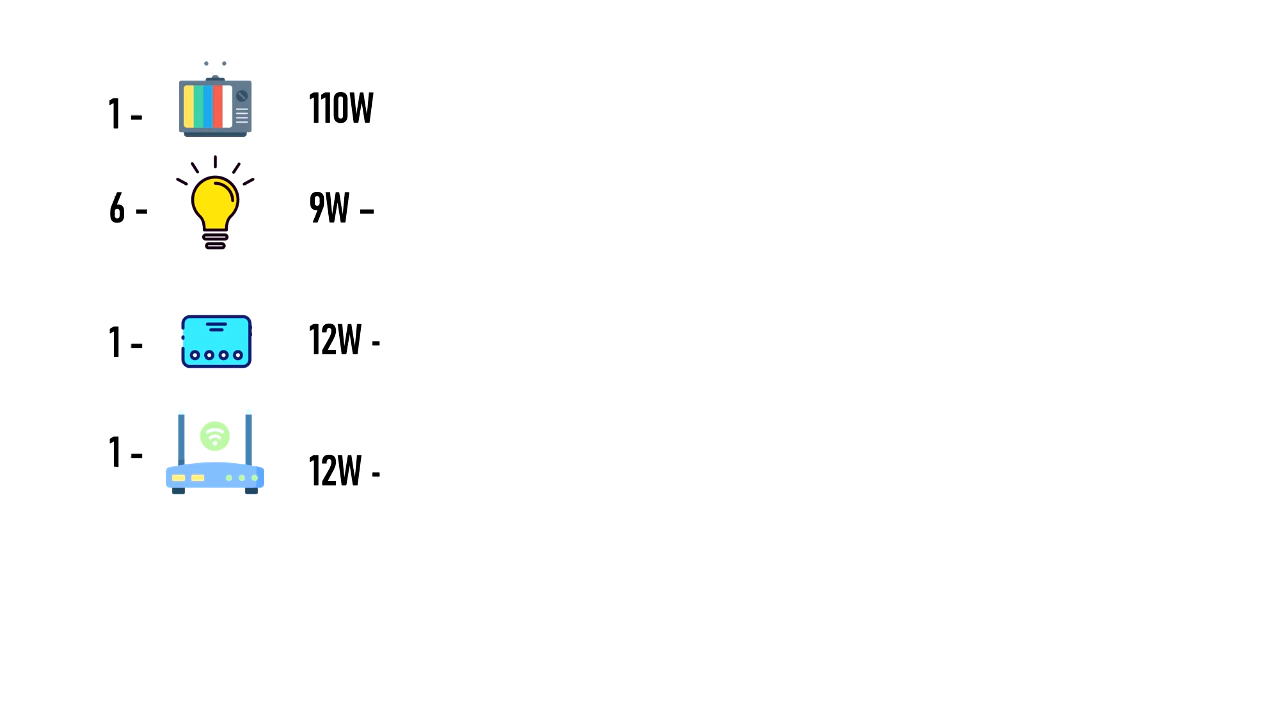 1 - 110W
6 - 9W –
1 - 12W -
1 - 12W -